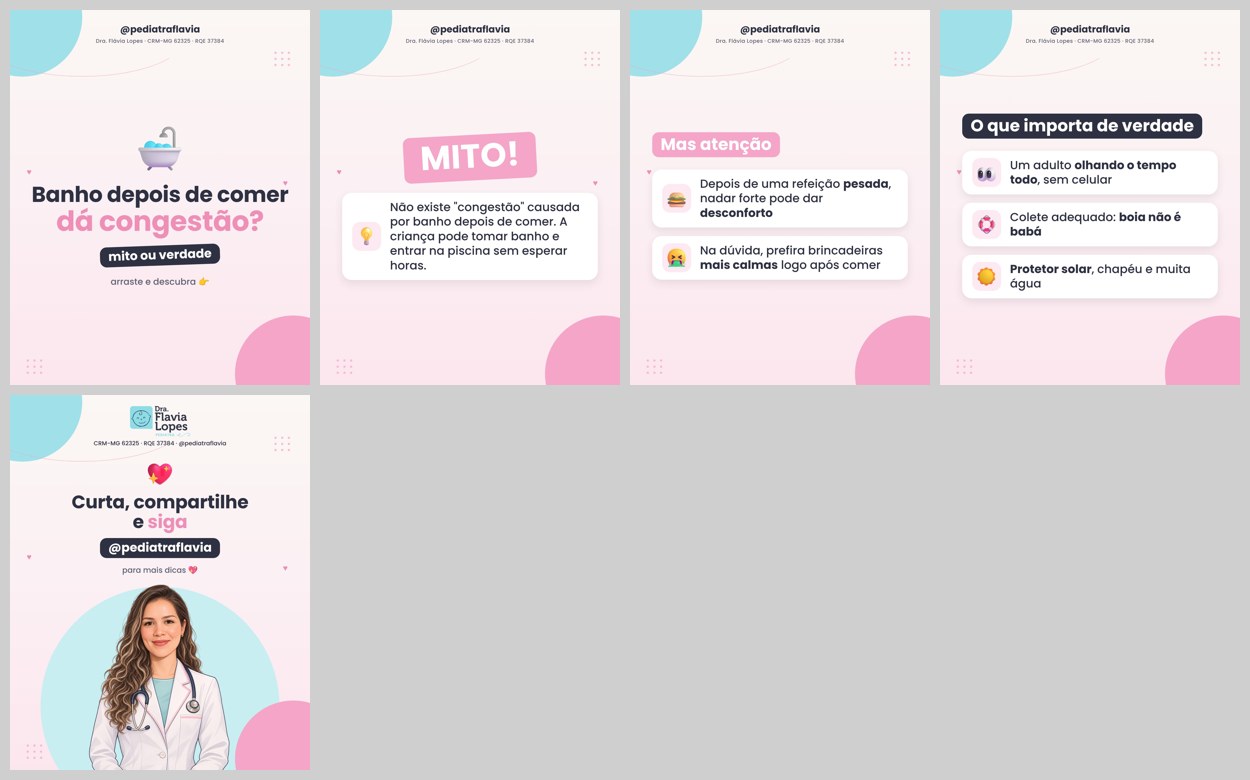 @pediatraflavia
Dra. Flávia Lopes · CRM-MG 62325 · RQE 37384
Banho depois de comer
dá congestão?
mito ou verdade
arraste e descubra 👉
@pediatraflavia
Dra. Flávia Lopes · CRM-MG 62325 · RQE 37384
MITO!
Não existe "congestão" causada
por banho depois de comer. A
criança pode tomar banho e
entrar na piscina sem esperar
horas.
@pediatraflavia
Dra. Flávia Lopes · CRM-MG 62325 · RQE 37384
Mas atenção
Depois de uma refeição pesada,
nadar forte pode dar
desconforto
Na dúvida, prefira brincadeiras
mais calmas logo após comer
@pediatraflavia
Dra. Flávia Lopes · CRM-MG 62325 · RQE 37384
O que importa de verdade
Um adulto olhando o tempo
todo, sem celular
Colete adequado: boia não é
babá
Protetor solar, chapéu e muita
água
Dra.
Flavia
Lopes
CRM-MG 62325 · RQE 37384 · @pediatraflavia
Curta, compartilhe
e siga
@pediatraflavia
para mais dicas 💖